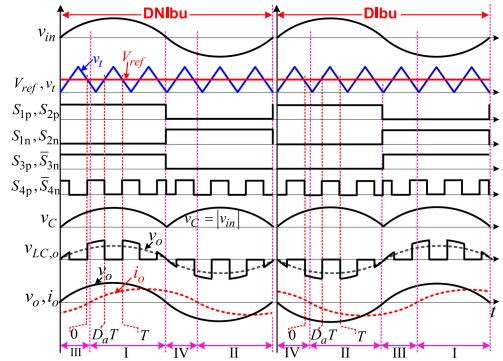 DNIbu DIbu
v_in
v_t V_ref
V_ref, v_t
S_1p, S_2p
S_1n, S_2n
S_3p, S̅_3n
S_4p, S̅_4n
v_C v_C = |v_in|
v_LC,o v_o
v_o i_o
v_o, i_o t
0 D_aT T 0 D_aT T
III I IV II IV II III I